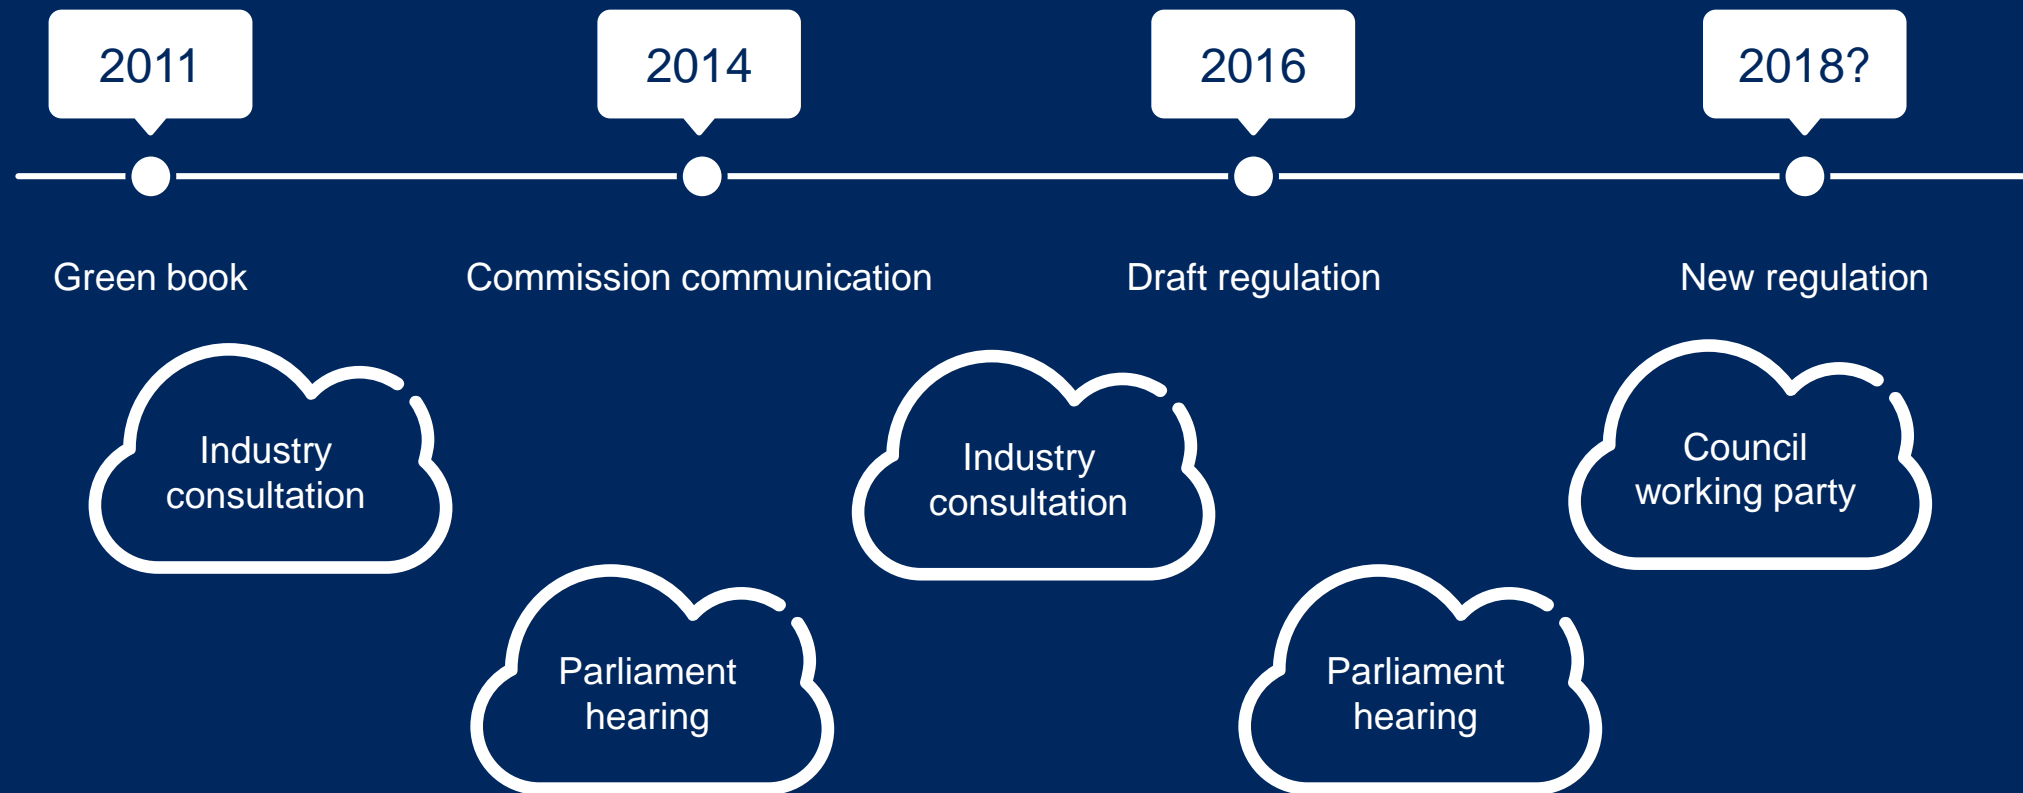 2011
2014
2016
2018?
Green book
Commission communication
Draft regulation
New regulation
Industry
consultation
Parliament
hearing
Industry
consultation
Parliament
hearing
Council
working party